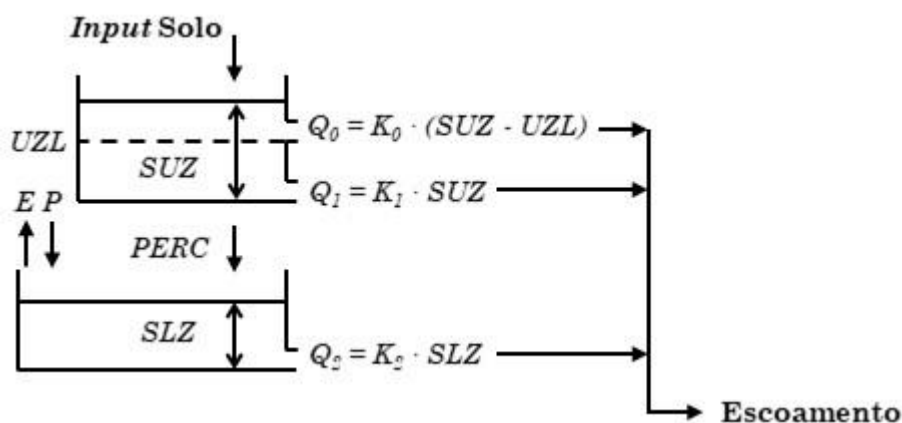 Input Solo
Q₀ = K₀ · (SUZ - UZL)
UZL
SUZ
Q₁ = K₁ · SUZ
E P
PERC
SLZ
Q₂ = K₂ · SLZ
Escoamento